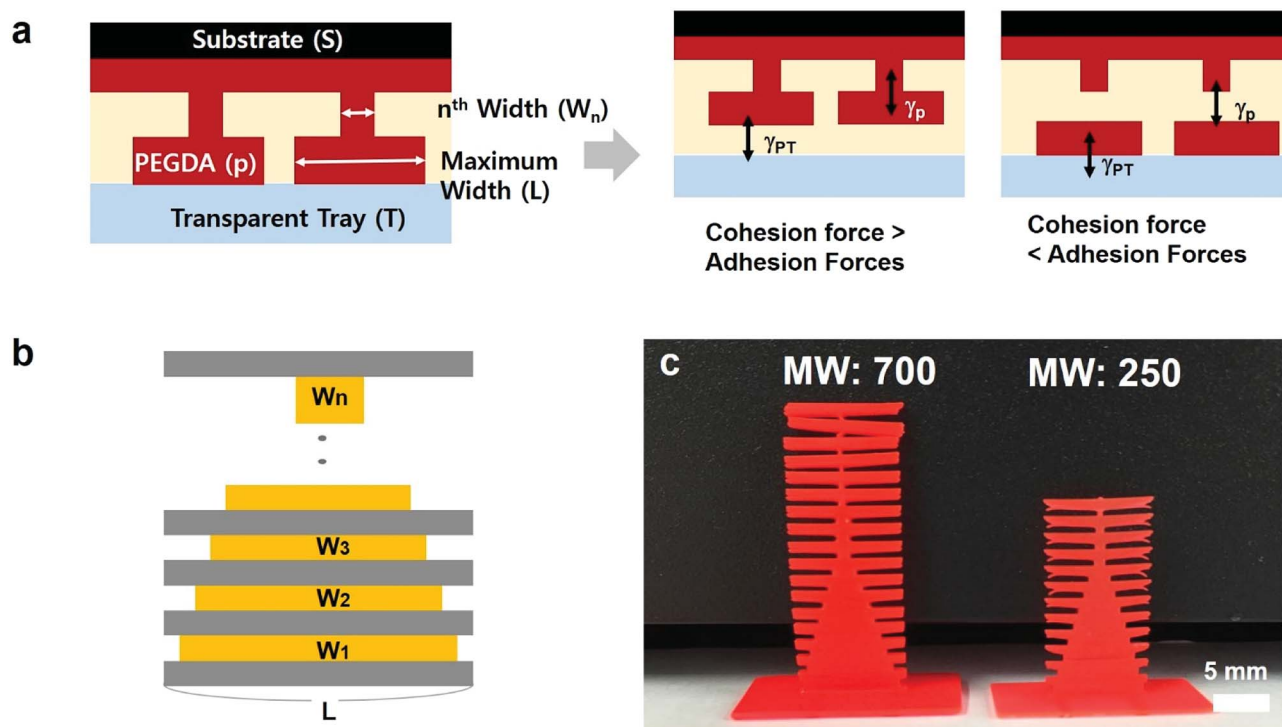 a
Substrate (S)
nth Width (Wn)
PEGDA (p)
Maximum
Width (L)
Transparent Tray (T)
γp
γPT
Cohesion force >
Adhesion Forces
γp
γPT
Cohesion force
< Adhesion Forces
b
Wn
W3
W2
W1
L
c
MW: 700
MW: 250
5 mm